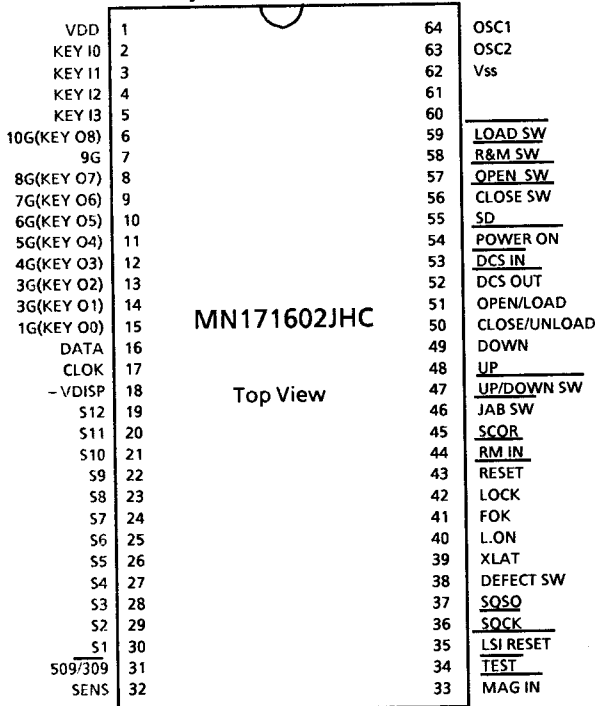 VDD 1 64 OSC1
KEY I0 2 63 OSC2
KEY I1 3 62 Vss
KEY I2 4 61
KEY I3 5 60
10G(KEY O8) 6 59 LOAD SW
9G 7 58 R&M SW
8G(KEY O7) 8 57 OPEN SW
7G(KEY O6) 9 56 CLOSE SW
6G(KEY O5) 10 55 SD
5G(KEY O4) 11 54 POWER ON
4G(KEY O3) 12 53 DCS IN
3G(KEY O2) 13 52 DCS OUT
3G(KEY O1) 14 51 OPEN/LOAD
1G(KEY O0) 15 MN171602JHC 50 CLOSE/UNLOAD
DATA 16 49 DOWN
CLOK 17 48 UP
–VDISP 18 Top View 47 UP/DOWN SW
S12 19 46 JAB SW
S11 20 45 SCOR
S10 21 44 RM IN
S9 22 43 RESET
S8 23 42 LOCK
S7 24 41 FOK
S6 25 40 L.ON
S5 26 39 XLAT
S4 27 38 DEFECT SW
S3 28 37 SQSO
S2 29 36 SQCK
S1 30 35 LSI RESET
509/309 31 34 TEST
SENS 32 33 MAG IN